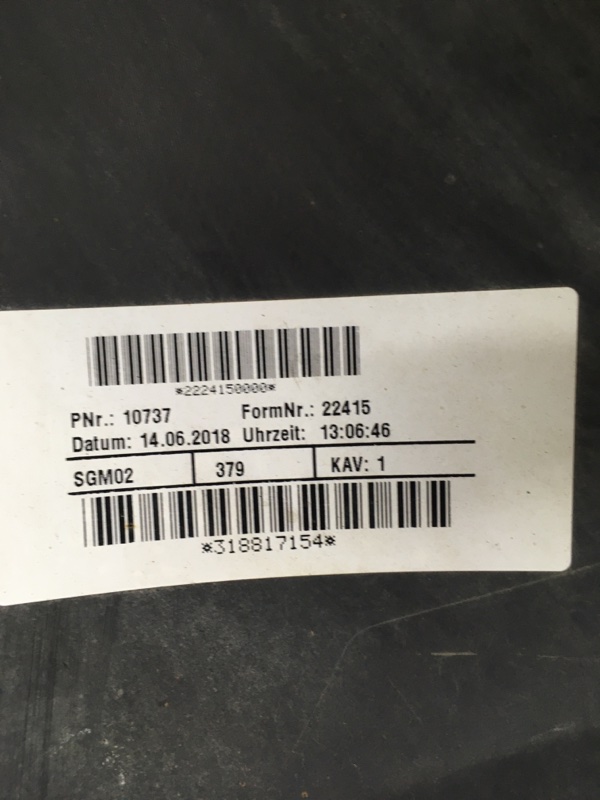 *2224150000*
PNr.: 10737 FormNr.: 22415
Datum: 14.06.2018 Uhrzeit: 13:06:46
SGM02 379 KAV: 1
*318817154*